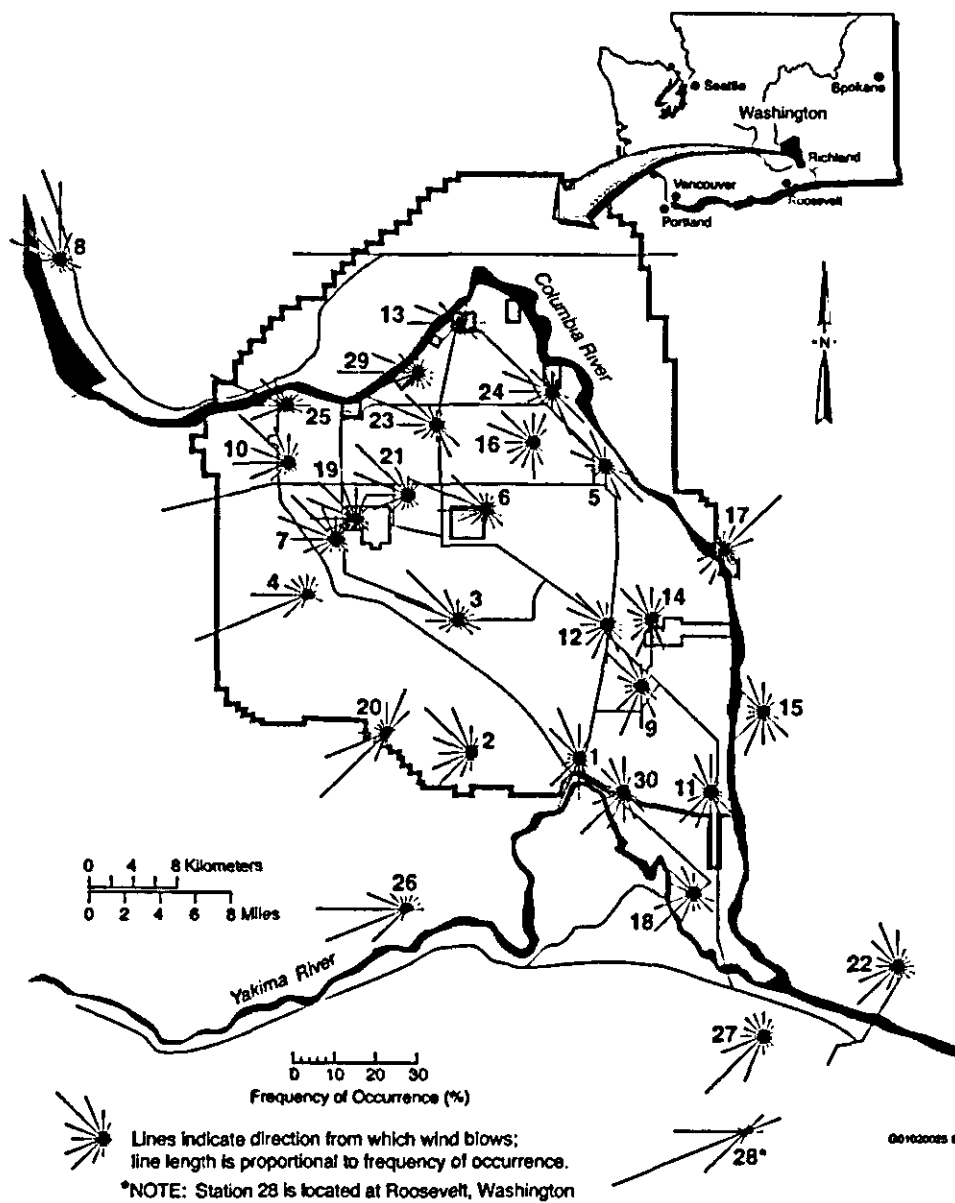 Seattle
Spokane
Washington
Richland
Vancouver
Roosevelt
Portland
8
Columbia River
N
13
29
24
25
23
16
10
21
19
6
5
17
7
4
3
14
12
20
2
9
15
1
30
11
0 4 8 Kilometers
0 2 4 6 8 Miles
26
18
22
Yakima River
27
0 10 20 30
Frequency of Occurrence (%)
Lines indicate direction from which wind blows;
line length is proportional to frequency of occurrence.
28*
*NOTE: Station 28 is located at Roosevelt, Washington